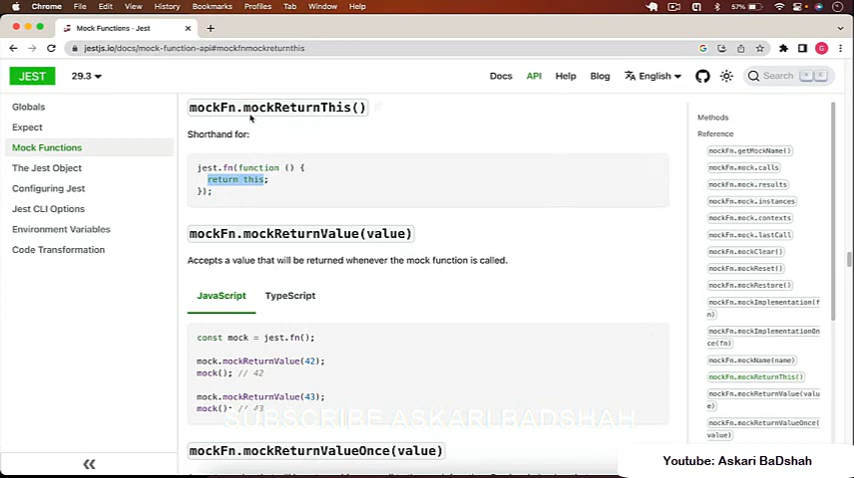 Chrome File Edit View History Bookmarks Profiles Tab Window Help 57%
Mock Functions - Jest
jestjs.io/docs/mock-function-api#mockfnmockreturnthis
JEST 29.3 Docs API Help Blog English Search
Globals
Expect
Mock Functions
The Jest Object
Configuring Jest
Jest CLI Options
Environment Variables
Code Transformation
mockFn.mockReturnThis() #
Shorthand for:
jest.fn(function () {
return this;
});
mockFn.mockReturnValue(value)
Accepts a value that will be returned whenever the mock function is called.
JavaScript TypeScript
const mock = jest.fn();
mock.mockReturnValue(42);
mock(); // 42
mock.mockReturnValue(43);
mock(); // 43
SUBSCRIBE ASKARI BADSHAH
mockFn.mockReturnValueOnce(value)
Methods
Reference
mockFn.getMockName()
mockFn.mock.calls
mockFn.mock.results
mockFn.mock.instances
mockFn.mock.contexts
mockFn.mock.lastCall
mockFn.mockClear()
mockFn.mockReset()
mockFn.mockRestore()
mockFn.mockImplementation(f
n)
mockFn.mockImplementationOn
ce(fn)
mockFn.mockName(name)
mockFn.mockReturnThis()
mockFn.mockReturnValue(valu
e)
mockFn.mockReturnValueOnce(
value)
Youtube: Askari BaDshah